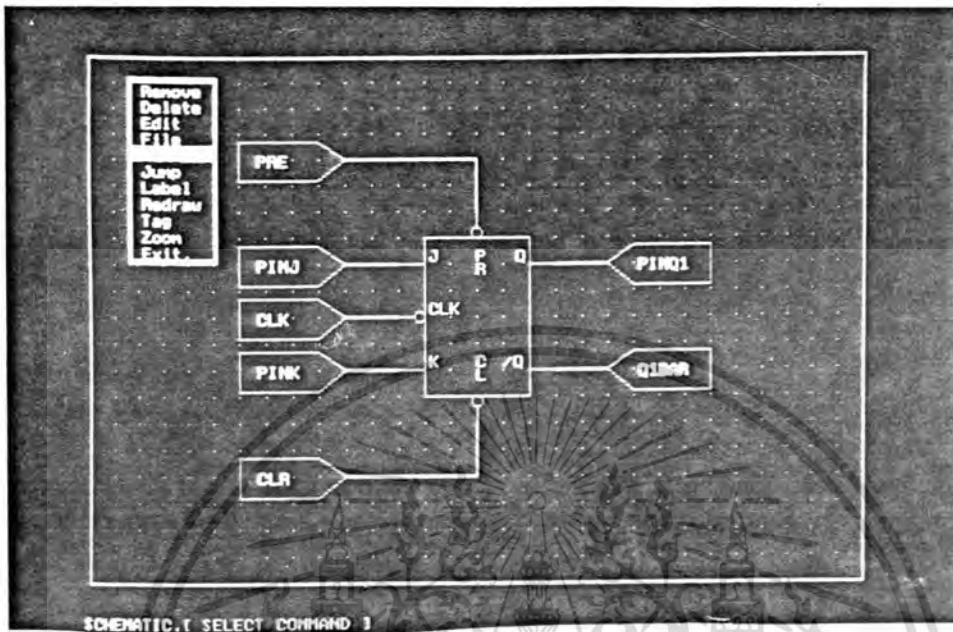 Remove
Delete
Edit
File
Jump
Label
Redraw
Tag
Zoom
Exit.
PRE
PINJ
CLK
PINK
CLR
J
P
R
Q
CLK
K
C
L
/Q
PINQ1
Q1BAR
SCHEMATIC.[ SELECT COMMAND ]